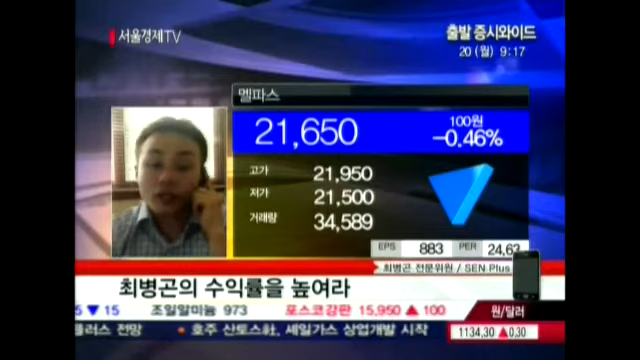 서울경제TV
출발 증시와이드
20 (월) 9:17
멜파스
21,650
100원
-0.46%
고가 21,950
저가 21,500
거래량 34,589
EPS 883 PER 24,63
최병곤 전문위원 / SEN Plus
최병곤의 수익률을 높여라
5 ▼ 15 조일알미늄 973 포스코강판 15,950 ▲ 100 원/달러
플러스 전망 • 호주 산토스社, 셰일가스 상업개발 시작 1134,30 ▲0,30